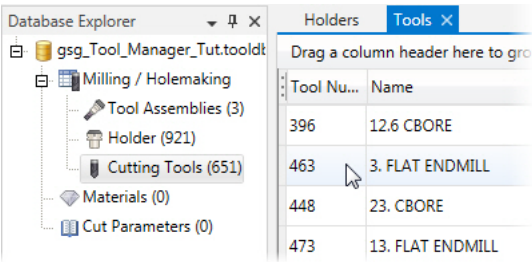 Database Explorer
Holders
Tools
gsg_Tool_Manager_Tut.tooldb
Drag a column header here to gro
Milling / Holemaking
Tool Nu... Name
Tool Assemblies (3)
396 12.6 CBORE
Holder (921)
463 3. FLAT ENDMILL
Cutting Tools (651)
Materials (0)
448 23. CBORE
Cut Parameters (0)
473 13. FLAT ENDMILL